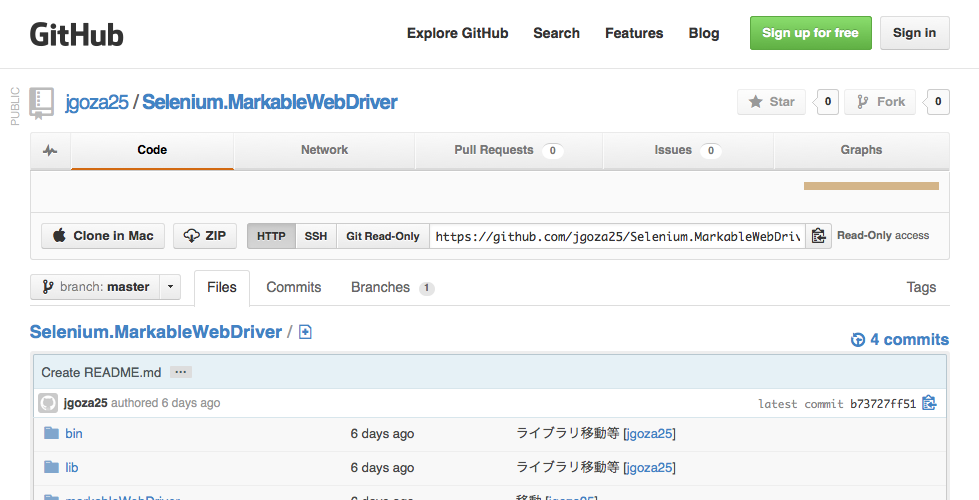 GitHub
Explore GitHub Search Features Blog Sign up for free Sign in
PUBLIC
jgoza25 / Selenium.MarkableWebDriver
Star 0 Fork 0
Code Network Pull Requests 0 Issues 0 Graphs
Clone in Mac ZIP HTTP SSH Git Read-Only https://github.com/jgoza25/Selenium.MarkableWebDriv Read-Only access
branch: master Files Commits Branches 1 Tags
Selenium.MarkableWebDriver /
4 commits
Create README.md ...
jgoza25 authored 6 days ago
latest commit b73727ff51
bin 6 days ago ライブラリ移動等 [jgoza25]
lib 6 days ago ライブラリ移動等 [jgoza25]
markableWebDriver 6 days ago 移動 [jgoza25]